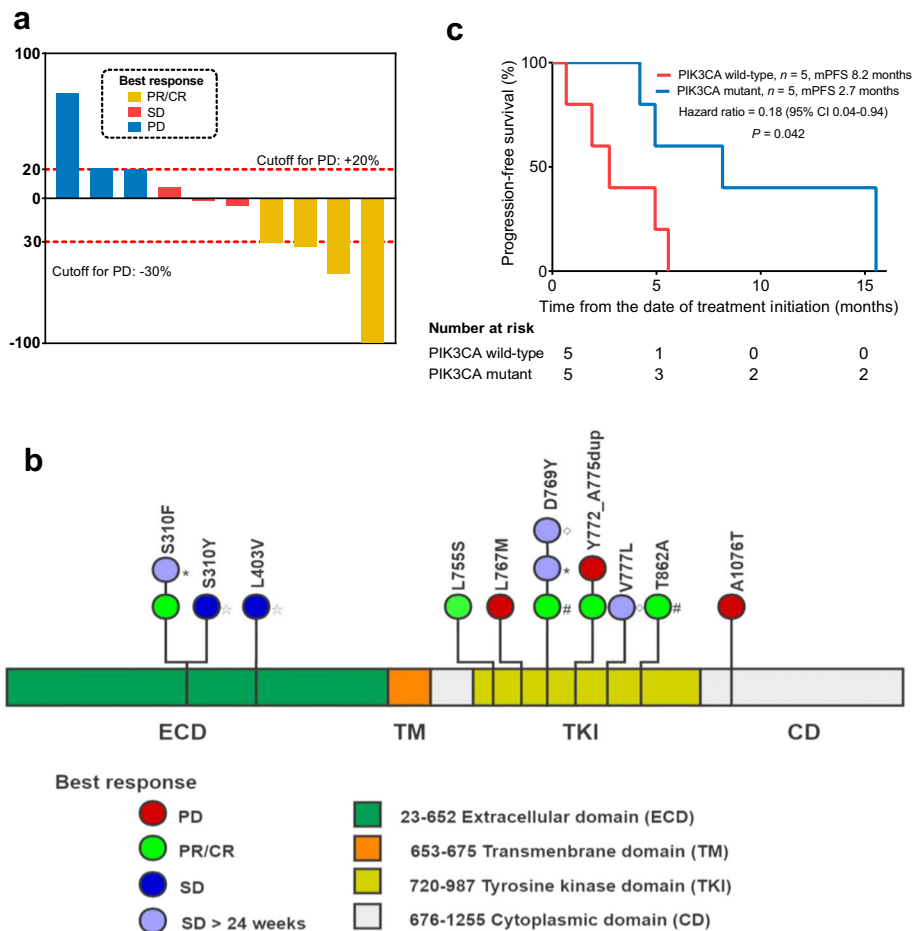 a
100
20
0
30
-100
Best response
PR/CR
SD
PD
Cutoff for PD: +20%
Cutoff for PD: -30%
c
Progression-free survival (%)
100
50
0
PIK3CA wild-type, n = 5, mPFS 8.2 months
PIK3CA mutant, n = 5, mPFS 2.7 months
Hazard ratio = 0.18 (95% CI 0.04-0.94)
P = 0.042
0 5 10 15
Time from the date of treatment initiation (months)
Number at risk
PIK3CA wild-type 5 1 0 0
PIK3CA mutant 5 3 2 2
b
S310F
S310Y
L403V
L755S
L767M
D769Y
Y772_A775dup
V777L
T862A
A1076T
* ☆ ☆ ◇ * # ◇ #
ECD TM TKI CD
Best response
PD
PR/CR
SD
SD > 24 weeks
23-652 Extracellular domain (ECD)
653-675 Transmenbrane domain (TM)
720-987 Tyrosine kinase domain (TKI)
676-1255 Cytoplasmic domain (CD)